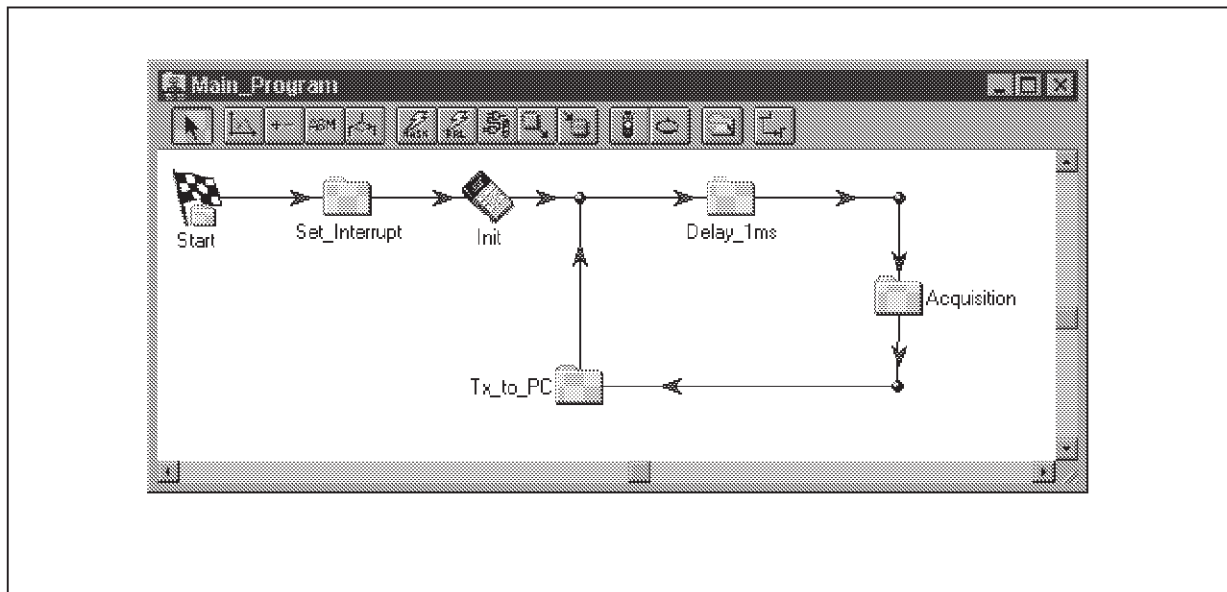 Main_Program
ASM
Start
Set_Interrupt
Init
Delay_1ms
Acquisition
Tx_to_PC